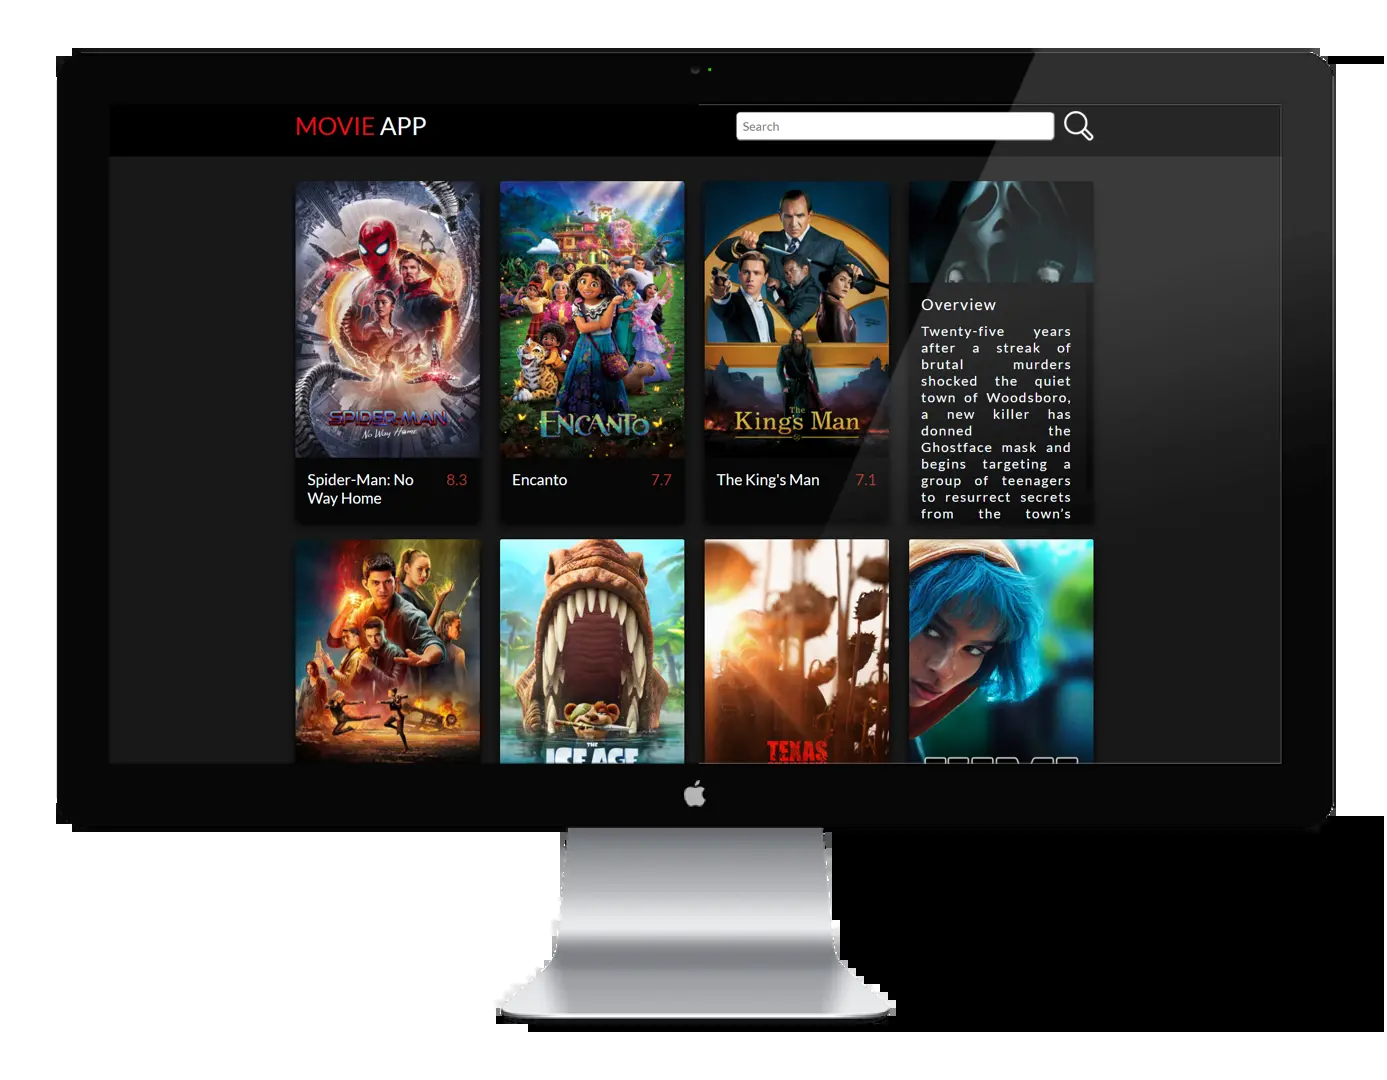 MOVIE APP
Search
SPIDER-MAN
No Way Home
ENCANTO
The
King's Man
Spider-Man: No
Way Home
8.3
Encanto
7.7
The King's Man
7.1
Overview
Twenty-five years
after a streak of
brutal murders
shocked the quiet
town of Woodsboro,
a new killer has
donned the
Ghostface mask and
begins targeting a
group of teenagers
to resurrect secrets
from the town’s
THE
ICE AGE
TEXAS